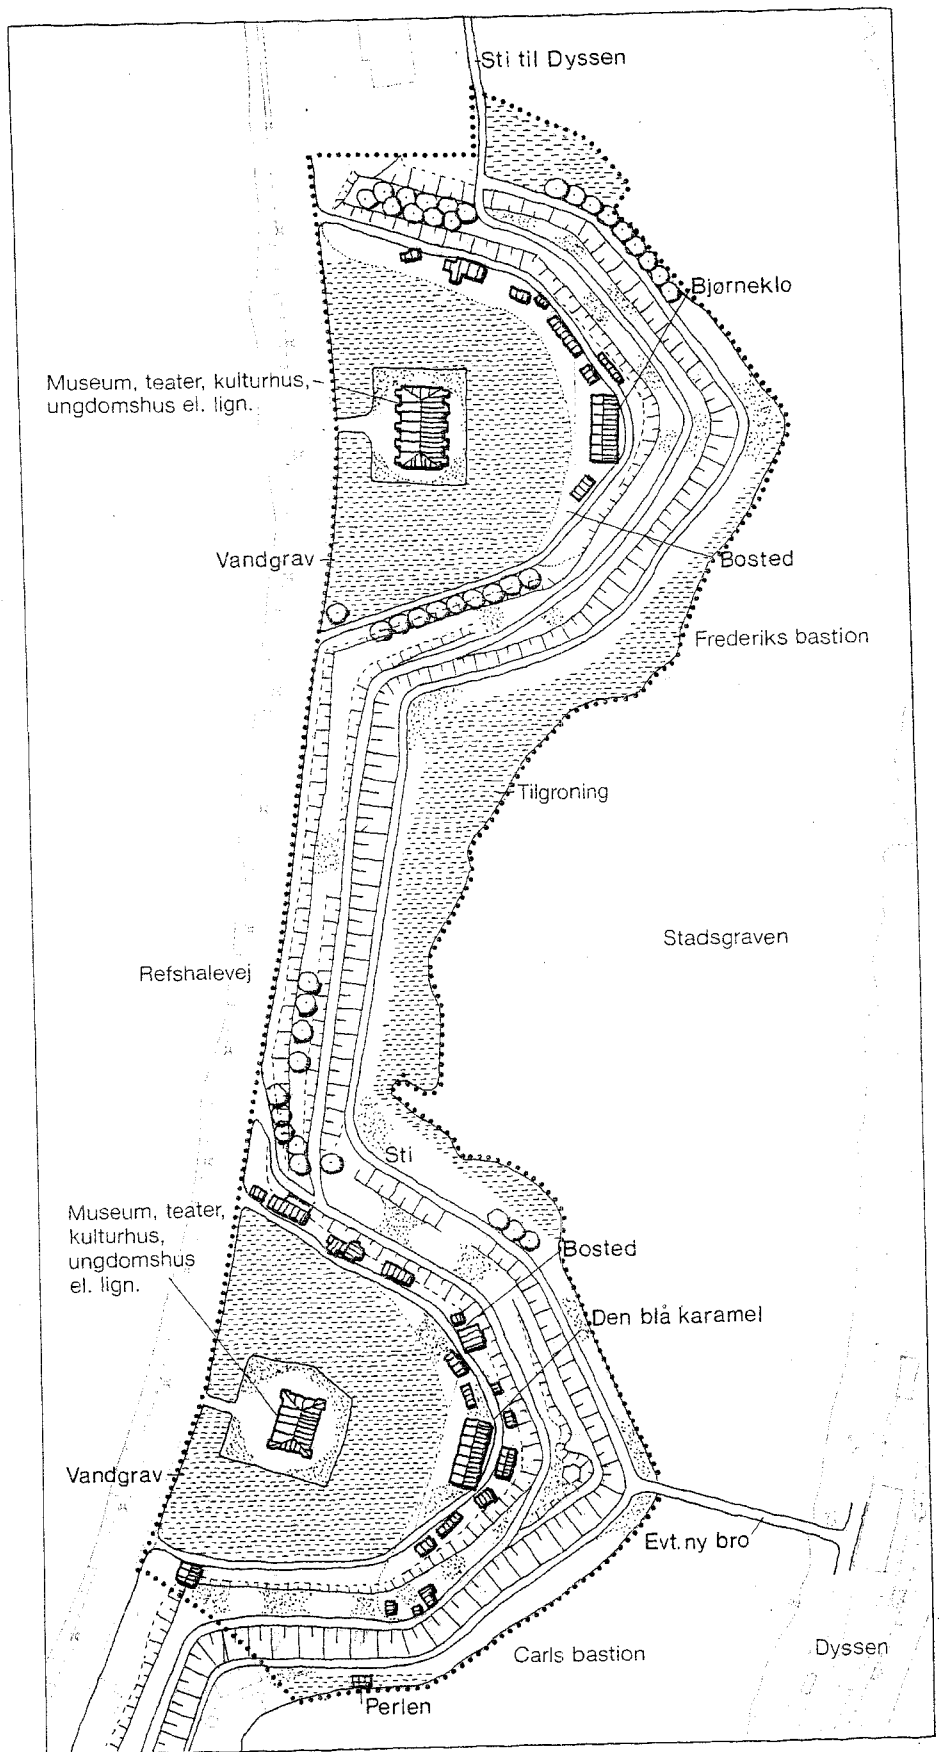 Sti til Dyssen
Bjørneklo
Museum, teater, kulturhus,
ungdomshus el. lign.
Vandgrav
Bosted
Frederiks bastion
Tilgroning
Stadsgraven
Refshalevej
Sti
Museum, teater,
kulturhus,
ungdomshus
el. lign.
Bosted
Den blå karamel
Vandgrav
Evt. ny bro
Carls bastion
Dyssen
Perlen